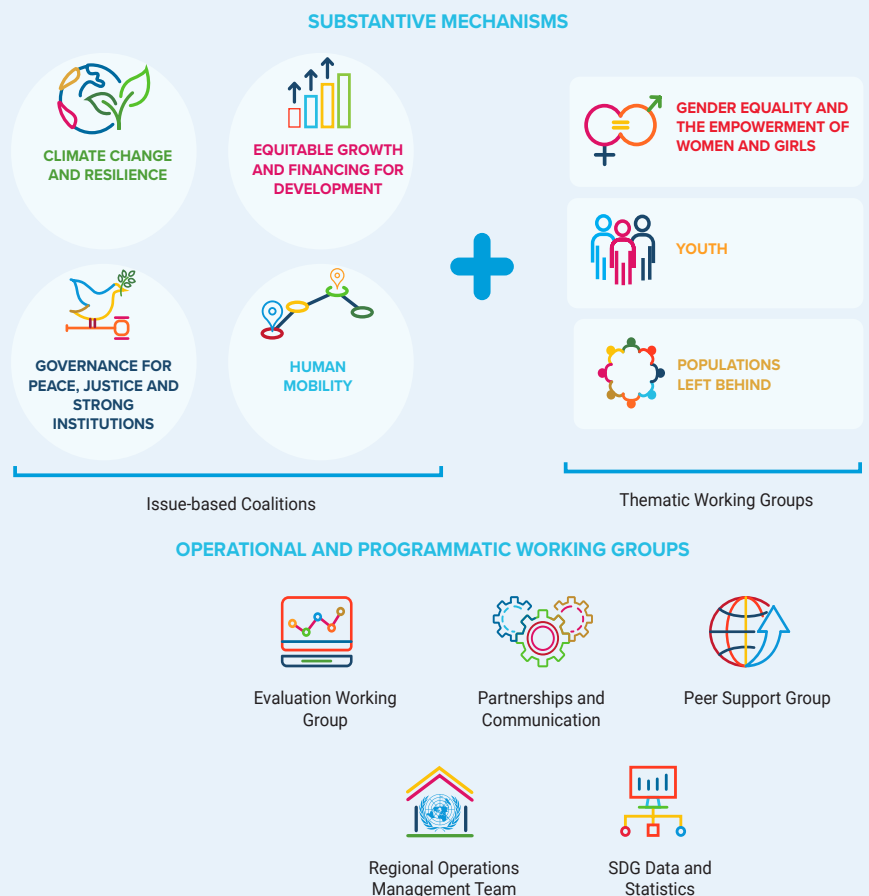 SUBSTANTIVE MECHANISMS
CLIMATE CHANGE
AND RESILIENCE
EQUITABLE GROWTH
AND FINANCING FOR
DEVELOPMENT
GOVERNANCE FOR
PEACE, JUSTICE AND
STRONG
INSTITUTIONS
HUMAN
MOBILITY
Issue-based Coalitions
GENDER EQUALITY AND
THE EMPOWERMENT OF
WOMEN AND GIRLS
YOUTH
POPULATIONS
LEFT BEHIND
Thematic Working Groups
OPERATIONAL AND PROGRAMMATIC WORKING GROUPS
Evaluation Working
Group
Partnerships and
Communication
Peer Support Group
Regional Operations
Management Team
SDG Data and
Statistics